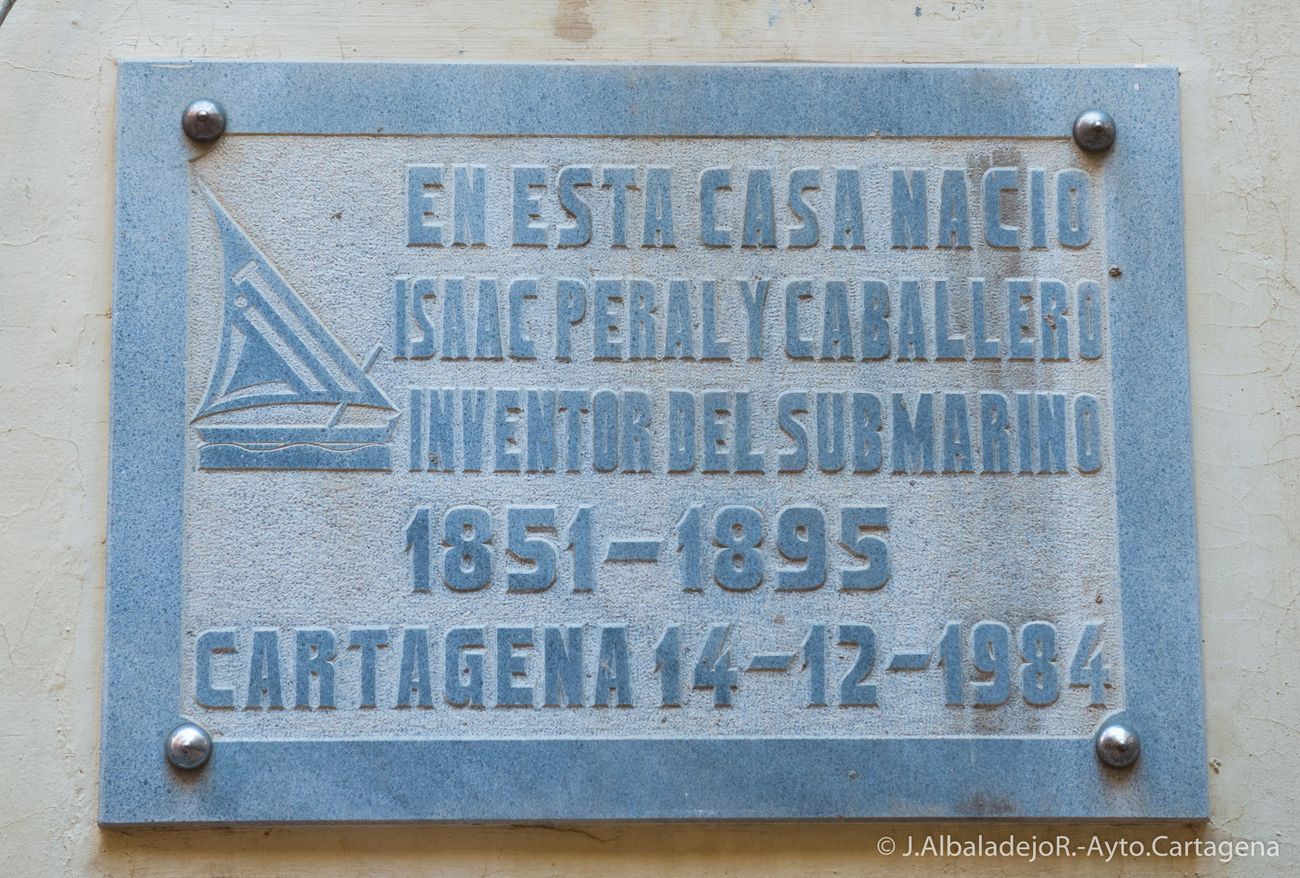 EN ESTA CASA NACIO
ISAAC PERAL Y CABALLERO
INVENTOR DEL SUBMARINO
1851-1895
CARTAGENA 14-12-1984
© J.AlbaladejoR.-Ayto.Cartagena